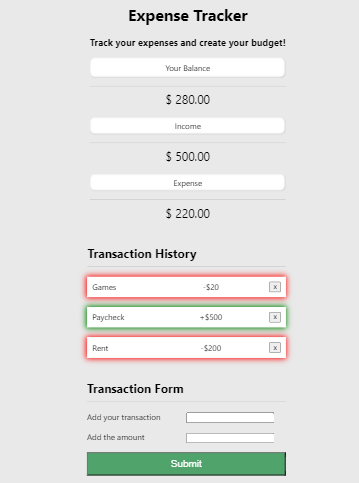 Expense Tracker
Track your expenses and create your budget!
Your Balance
$ 280.00
Income
$ 500.00
Expense
$ 220.00
Transaction History
Games -$20 x
Paycheck +$500 x
Rent -$200 x
Transaction Form
Add your transaction
Add the amount
Submit